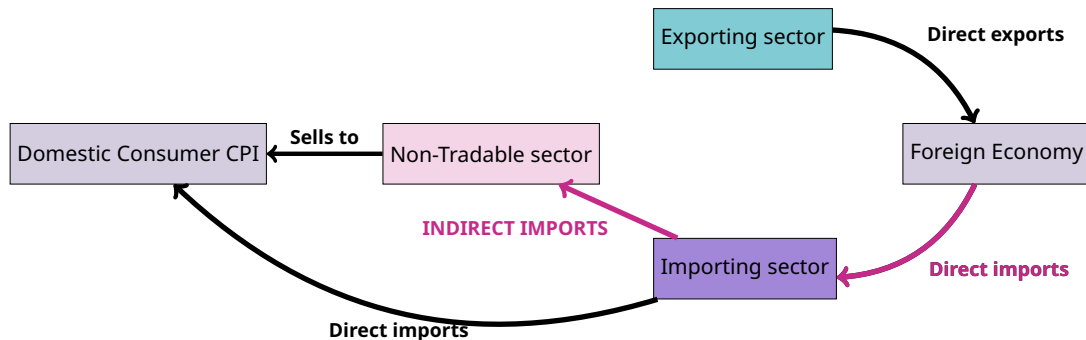 Exporting sector
Direct exports
Sells to
Domestic Consumer CPI
Non-Tradable sector
Foreign Economy
INDIRECT IMPORTS
Importing sector
Direct imports
Direct imports